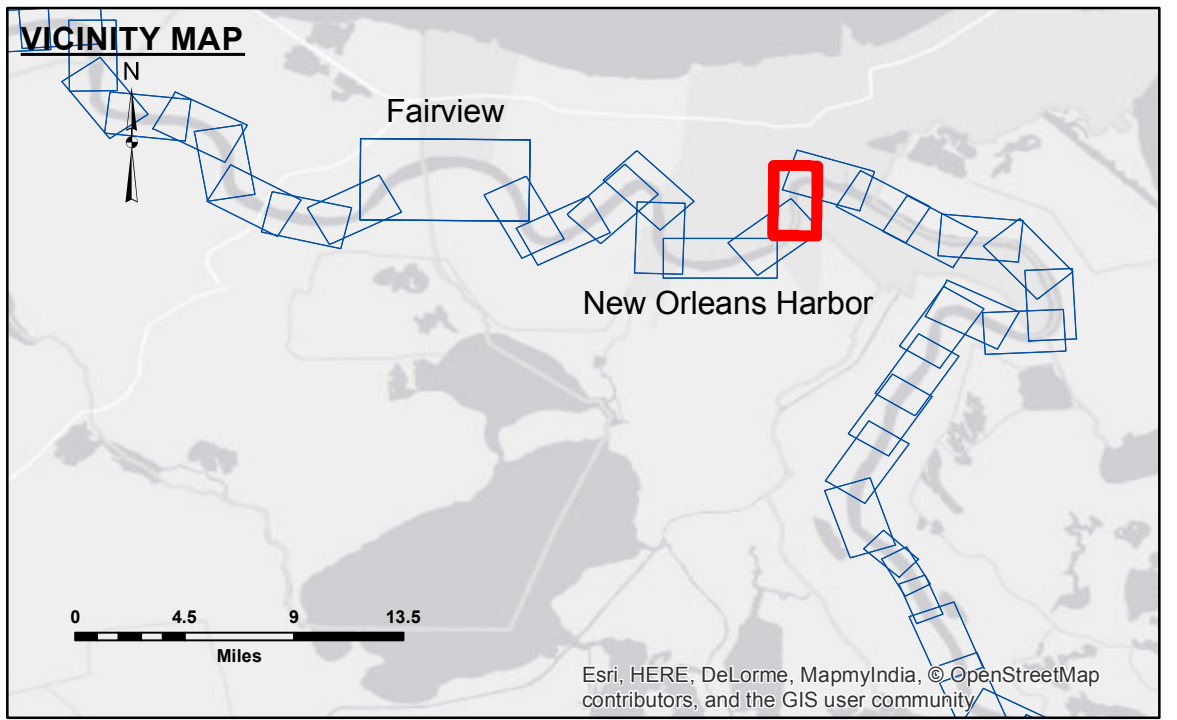 VICINITY MAP
N
Fairview
New Orleans Harbor
0 4.5 9 13.5
Miles
Esri, HERE, DeLorme, MapmyIndia, © OpenStreetMap
contributors, and the GIS user community